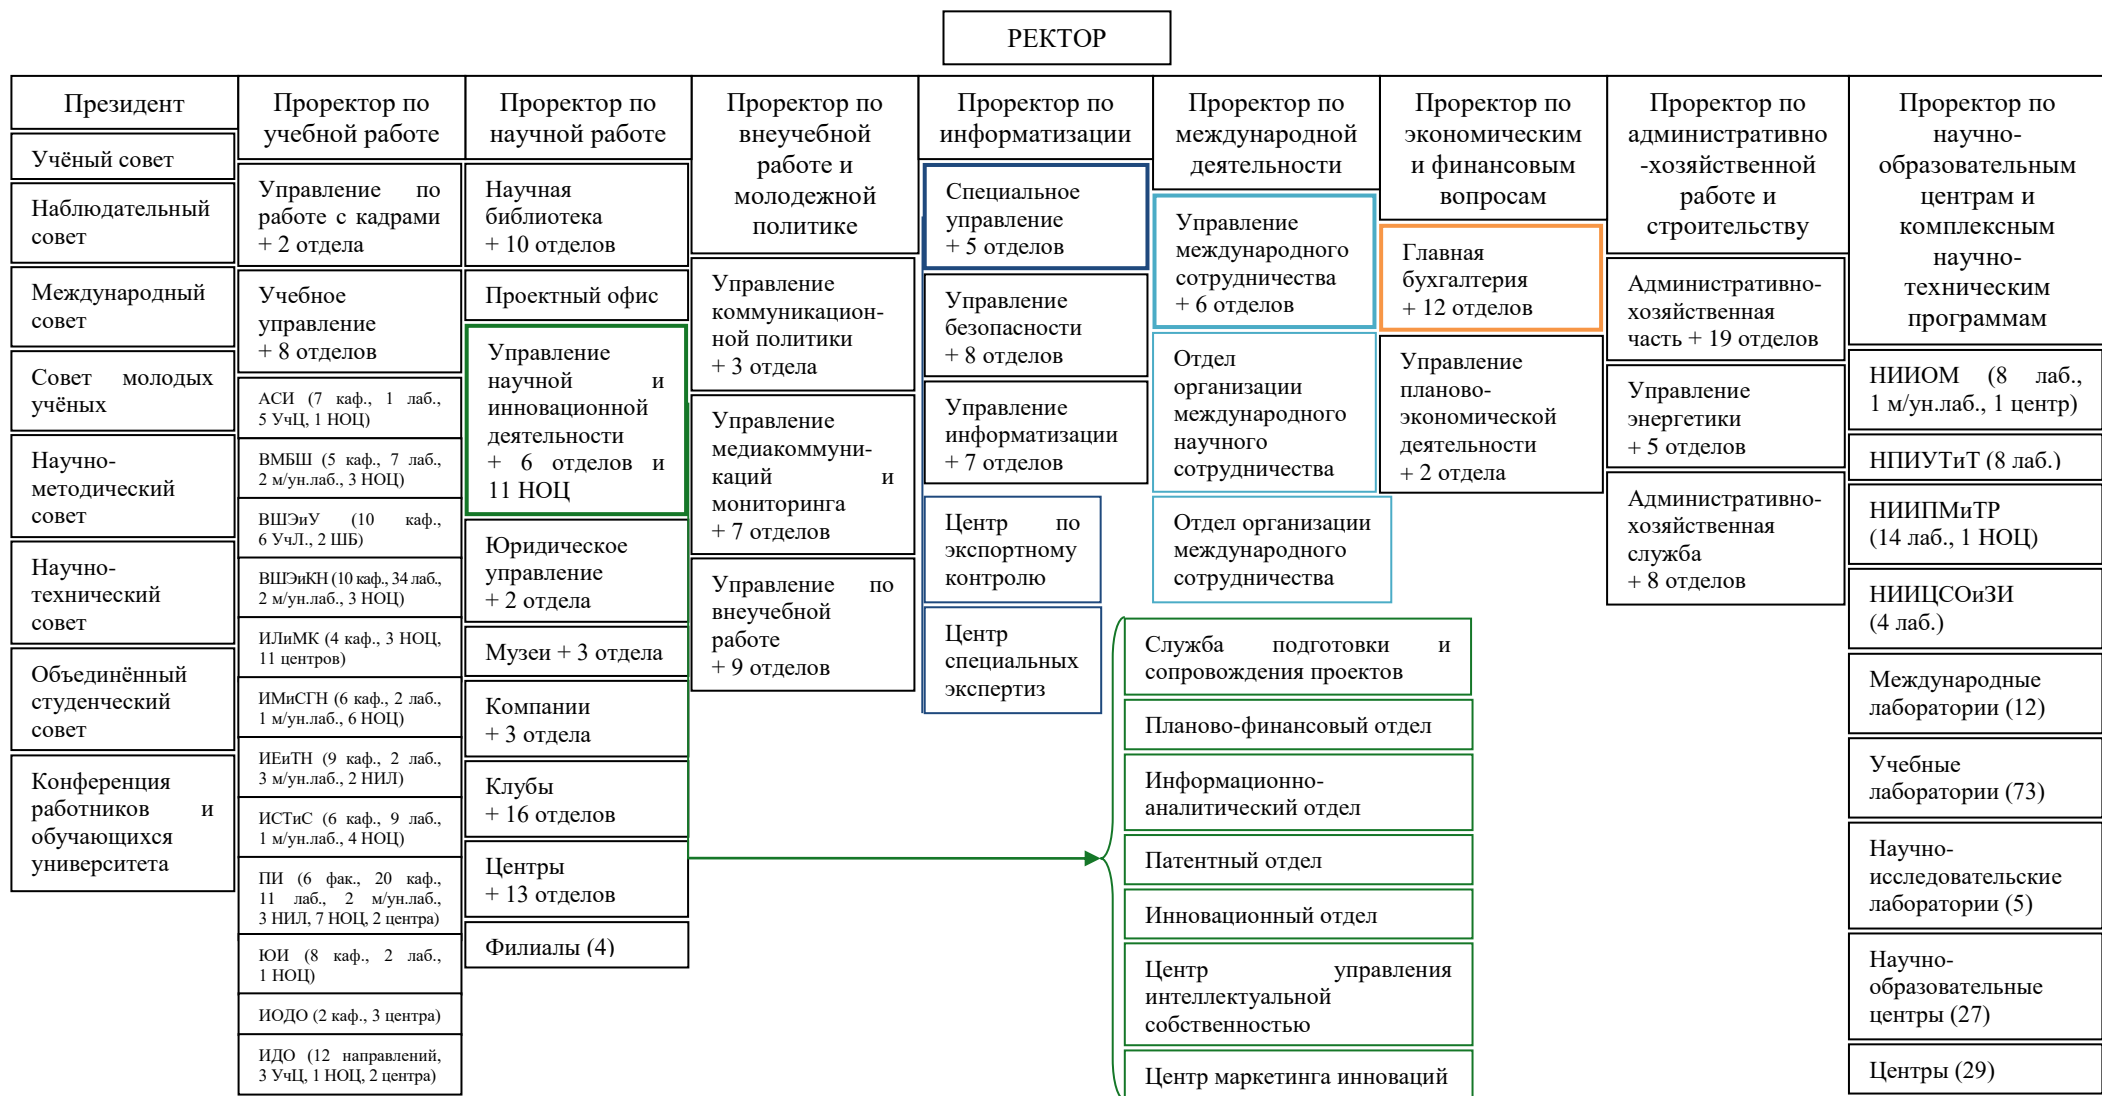 РЕКТОР
Президент
Учёный совет
Наблюдательный
совет
Международный
совет
Совет молодых
учёных
Научно-
методический
совет
Научно-
технический
совет
Объединённый
студенческий
совет
Конференция
работников и
обучающихся
университета
Проректор по
учебной работе
Управление по
работе с кадрами
+ 2 отдела
Учебное
управление
+ 8 отделов
АСИ (7 каф., 1 лаб.,
5 УчЦ, 1 НОЦ)
ВМБШ (5 каф., 7 лаб.,
2 м/ун.лаб., 3 НОЦ)
ВШЭиУ (10 каф.,
6 УчЛ., 2 ШБ)
ВШЭиКН (10 каф., 34 лаб.,
2 м/ун.лаб., 3 НОЦ)
ИЛиМК (4 каф., 3 НОЦ,
11 центров)
ИМиСГН (6 каф., 2 лаб.,
1 м/ун.лаб., 6 НОЦ)
ИЕиТН (9 каф., 2 лаб.,
3 м/ун.лаб., 2 НИЛ)
ИСТиС (6 каф., 9 лаб.,
1 м/ун.лаб., 4 НОЦ)
ПИ (6 фак., 20 каф.,
11 лаб., 2 м/ун.лаб.,
3 НИЛ, 7 НОЦ, 2 центра)
ЮИ (8 каф., 2 лаб.,
1 НОЦ)
ИОДО (2 каф., 3 центра)
ИДО (12 направлений,
3 УчЦ, 1 НОЦ, 2 центра)
Проректор по
научной работе
Научная
библиотека
+ 10 отделов
Проектный офис
Управление
научной и
инновационной
деятельности
+ 6 отделов и
11 НОЦ
Юридическое
управление
+ 2 отдела
Музеи + 3 отдела
Компании
+ 3 отдела
Клубы
+ 16 отделов
Центры
+ 13 отделов
Филиалы (4)
Проректор по
внеучебной
работе и
молодежной
политике
Управление
коммуникацион-
ной политики
+ 3 отдела
Управление
медиакоммуни-
каций и
мониторинга
+ 7 отделов
Управление по
внеучебной
работе
+ 9 отделов
Проректор по
информатизации
Специальное
управление
+ 5 отделов
Управление
безопасности
+ 8 отделов
Управление
информатизации
+ 7 отделов
Центр по
экспортному
контролю
Центр
специальных
экспертиз
Проректор по
международной
деятельности
Управление
международного
сотрудничества
+ 6 отделов
Отдел
организации
международного
научного
сотрудничества
Отдел организации
международного
сотрудничества
Служба подготовки и
сопровождения проектов
Планово-финансовый отдел
Информационно-
аналитический отдел
Патентный отдел
Инновационный отдел
Центр управления
интеллектуальной
собственностью
Центр маркетинга инноваций
Проректор по
экономическим
и финансовым
вопросам
Главная
бухгалтерия
+ 12 отделов
Управление
планово-
экономической
деятельности
+ 2 отдела
Проректор по
административно
-хозяйственной
работе и
строительству
Административно-
хозяйственная
часть + 19 отделов
Управление
энергетики
+ 5 отделов
Административно-
хозяйственная
служба
+ 8 отделов
Проректор по
научно-
образовательным
центрам и
комплексным
научно-
техническим
программам
НИИОМ (8 лаб.,
1 м/ун.лаб., 1 центр)
НПИУТиТ (8 лаб.)
НИИПМиТР
(14 лаб., 1 НОЦ)
НИИЦСОиЗИ
(4 лаб.)
Международные
лаборатории (12)
Учебные
лаборатории (73)
Научно-
исследовательские
лаборатории (5)
Научно-
образовательные
центры (27)
Центры (29)